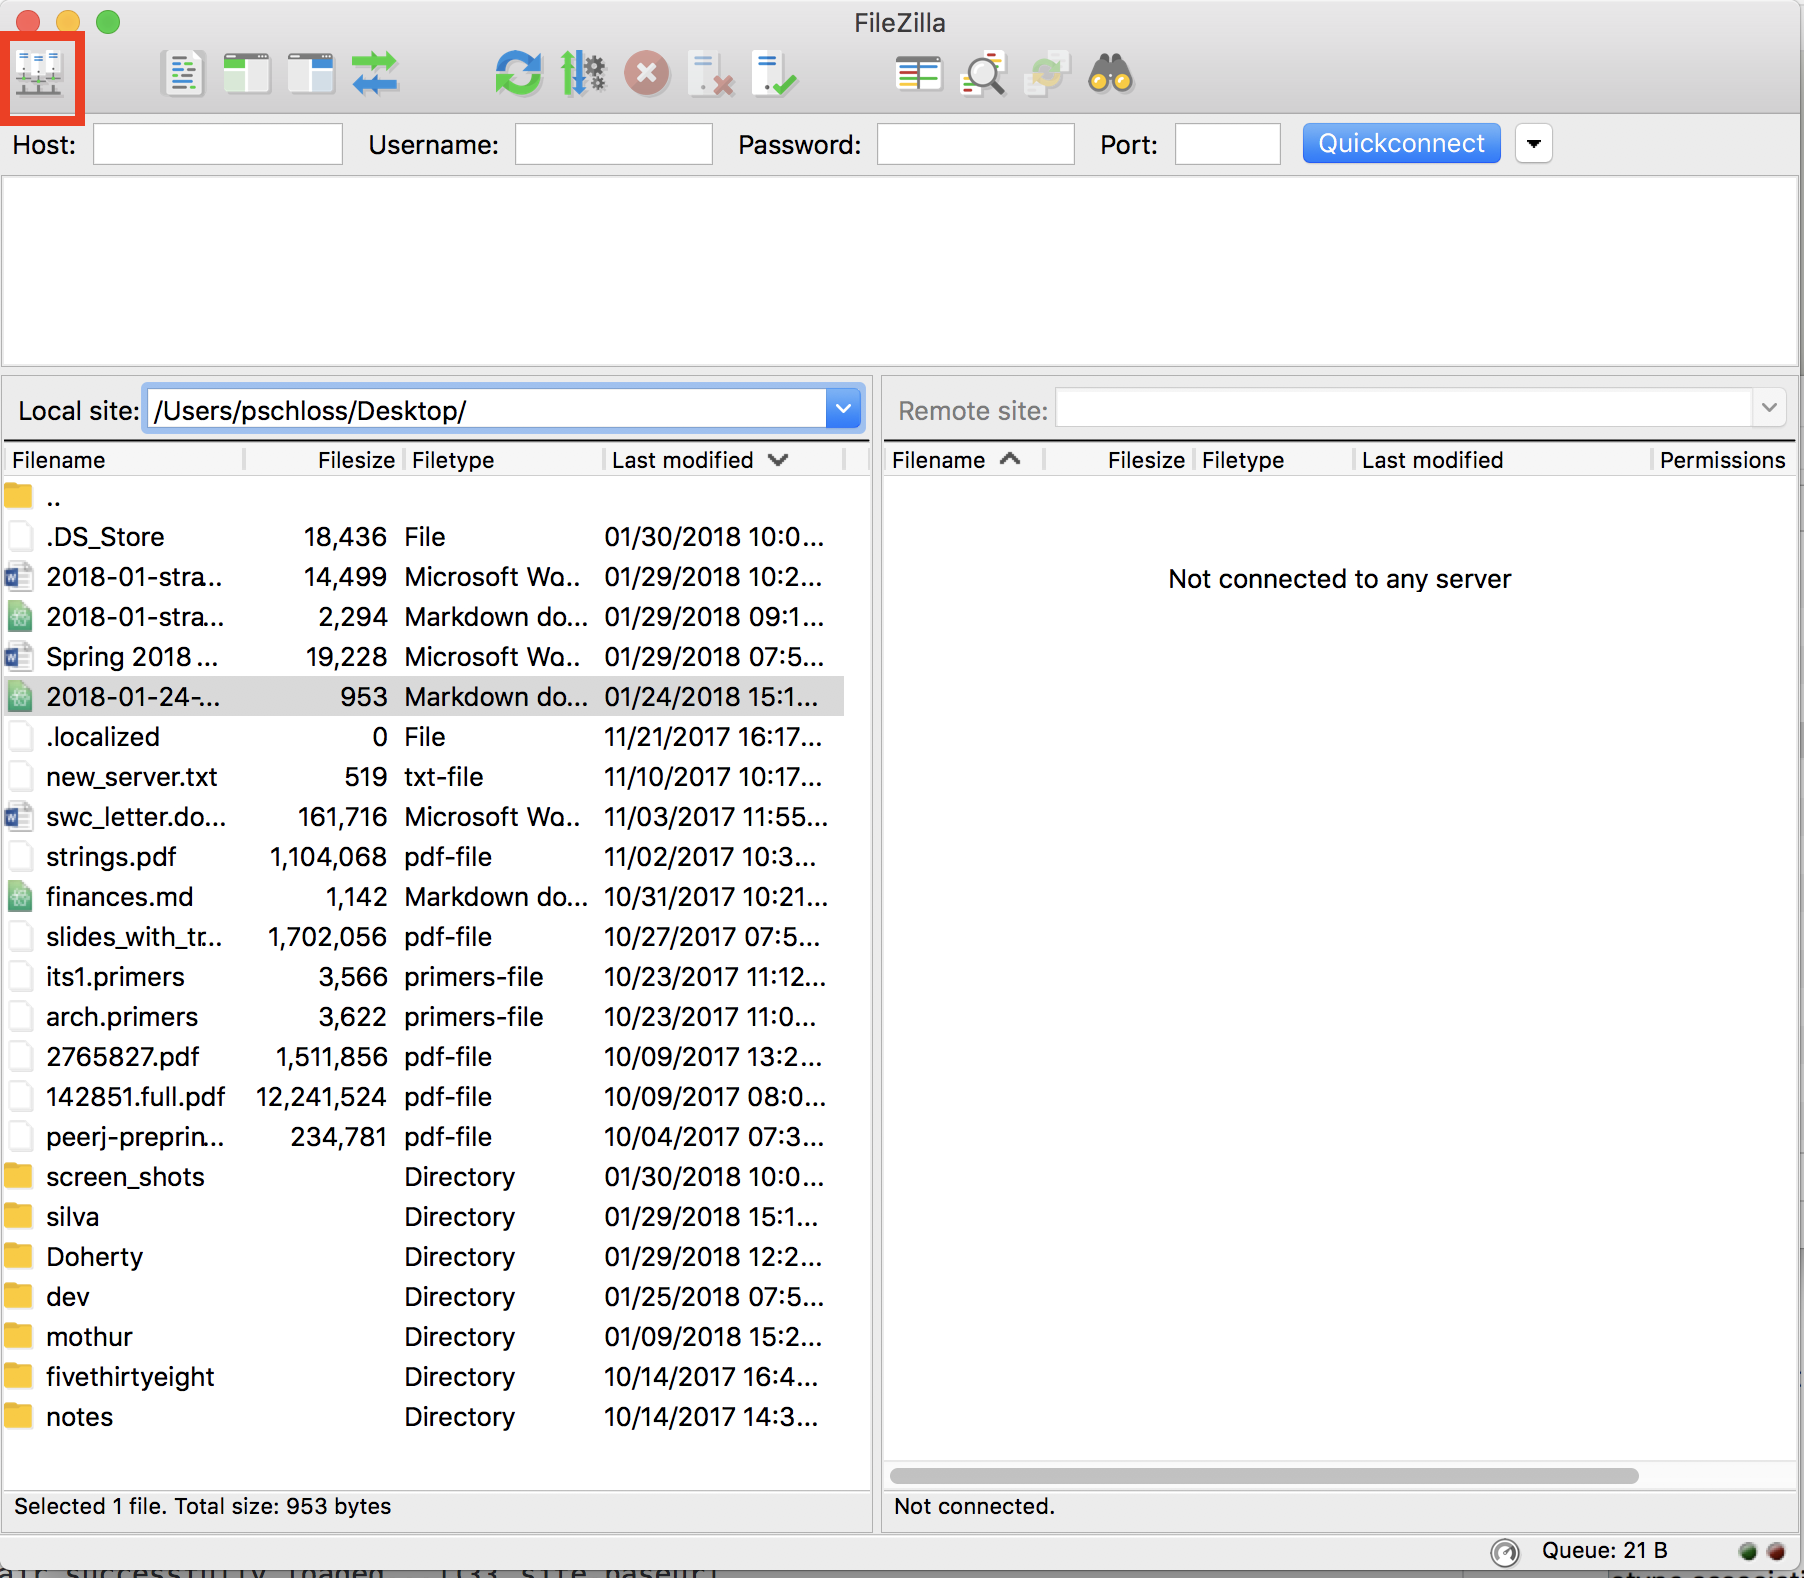 FileZilla
Host: Username: Password: Port: Quickconnect
Local site: /Users/pschloss/Desktop/
Remote site:
Filename Filesize Filetype Last modified
Filename Filesize Filetype Last modified Permissions
..
.DS_Store 18,436 File 01/30/2018 10:0...
2018-01-stra... 14,499 Microsoft Wo.. 01/29/2018 10:2...
2018-01-stra... 2,294 Markdown do... 01/29/2018 09:1...
Spring 2018 ... 19,228 Microsoft Wo.. 01/29/2018 07:5...
2018-01-24-... 953 Markdown do... 01/24/2018 15:1...
.localized 0 File 11/21/2017 16:17...
new_server.txt 519 txt-file 11/10/2017 10:17...
swc_letter.do... 161,716 Microsoft Wo.. 11/03/2017 11:55...
strings.pdf 1,104,068 pdf-file 11/02/2017 10:3...
finances.md 1,142 Markdown do... 10/31/2017 10:21...
slides_with_tr... 1,702,056 pdf-file 10/27/2017 07:5...
its1.primers 3,566 primers-file 10/23/2017 11:12...
arch.primers 3,622 primers-file 10/23/2017 11:0...
2765827.pdf 1,511,856 pdf-file 10/09/2017 13:2...
142851.full.pdf 12,241,524 pdf-file 10/09/2017 08:0...
peerj-preprin... 234,781 pdf-file 10/04/2017 07:3...
screen_shots Directory 01/30/2018 10:0...
silva Directory 01/29/2018 15:1...
Doherty Directory 01/29/2018 12:2...
dev Directory 01/25/2018 07:5...
mothur Directory 01/09/2018 15:2...
fivethirtyeight Directory 10/14/2017 16:4...
notes Directory 10/14/2017 14:3...
Not connected to any server
Selected 1 file. Total size: 953 bytes
Not connected.
Queue: 21 B